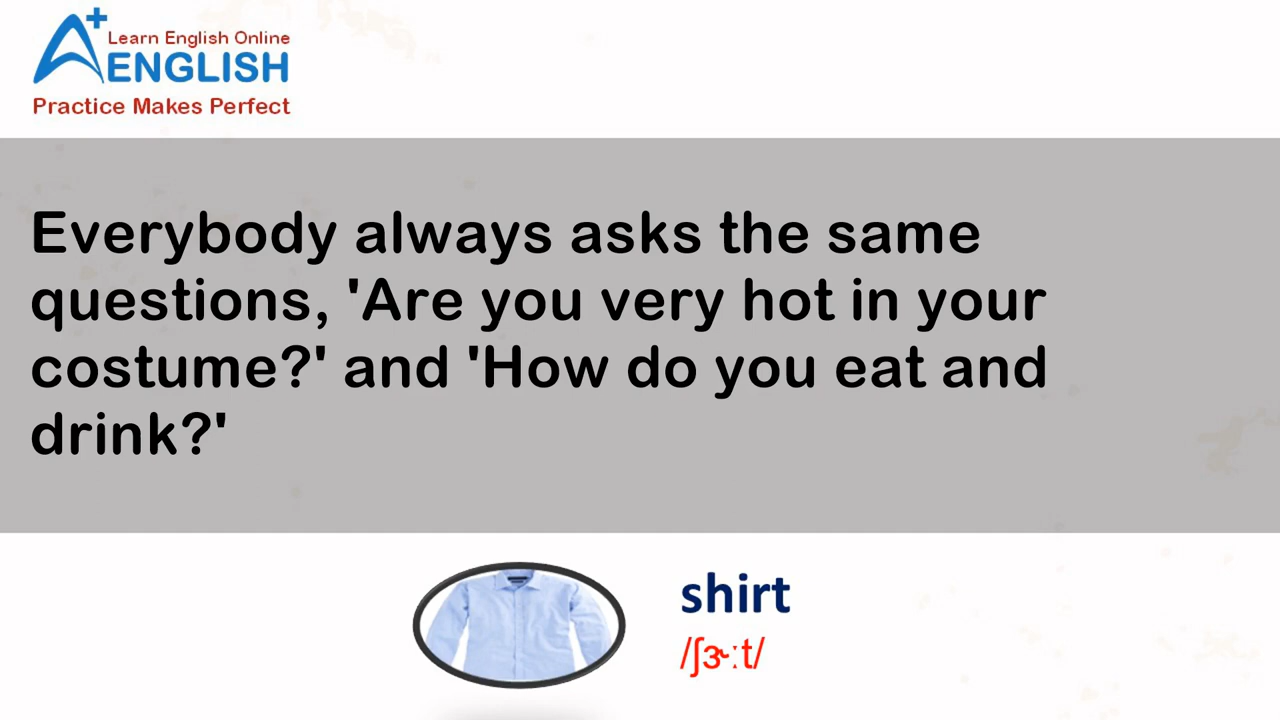 A+
Learn English Online
ENGLISH
Practice Makes Perfect
Everybody always asks the same
questions, 'Are you very hot in your
costume?' and 'How do you eat and
drink?'
shirt
/ʃɝːt/